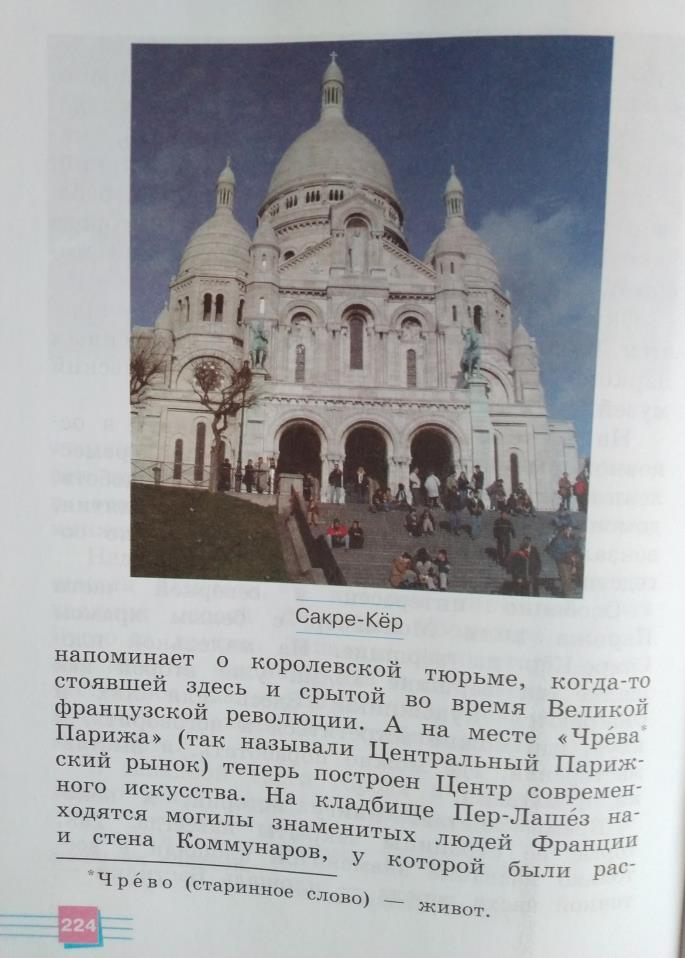 Сакре-Кёр
напоминает о королевской тюрьме, когда-то
стоявшей здесь и срытой во время Великой
французской революции. А на месте «Чре́ва*
Парижа» (так называли Центральный Париж-
ский рынок) теперь построен Центр современ-
ного искусства. На кладбище Пер-Лаше́з на-
ходятся могилы знаменитых людей Франции
и стена Коммунаров, у которой были рас-
*Чре́во (старинное слово) — живот.
224